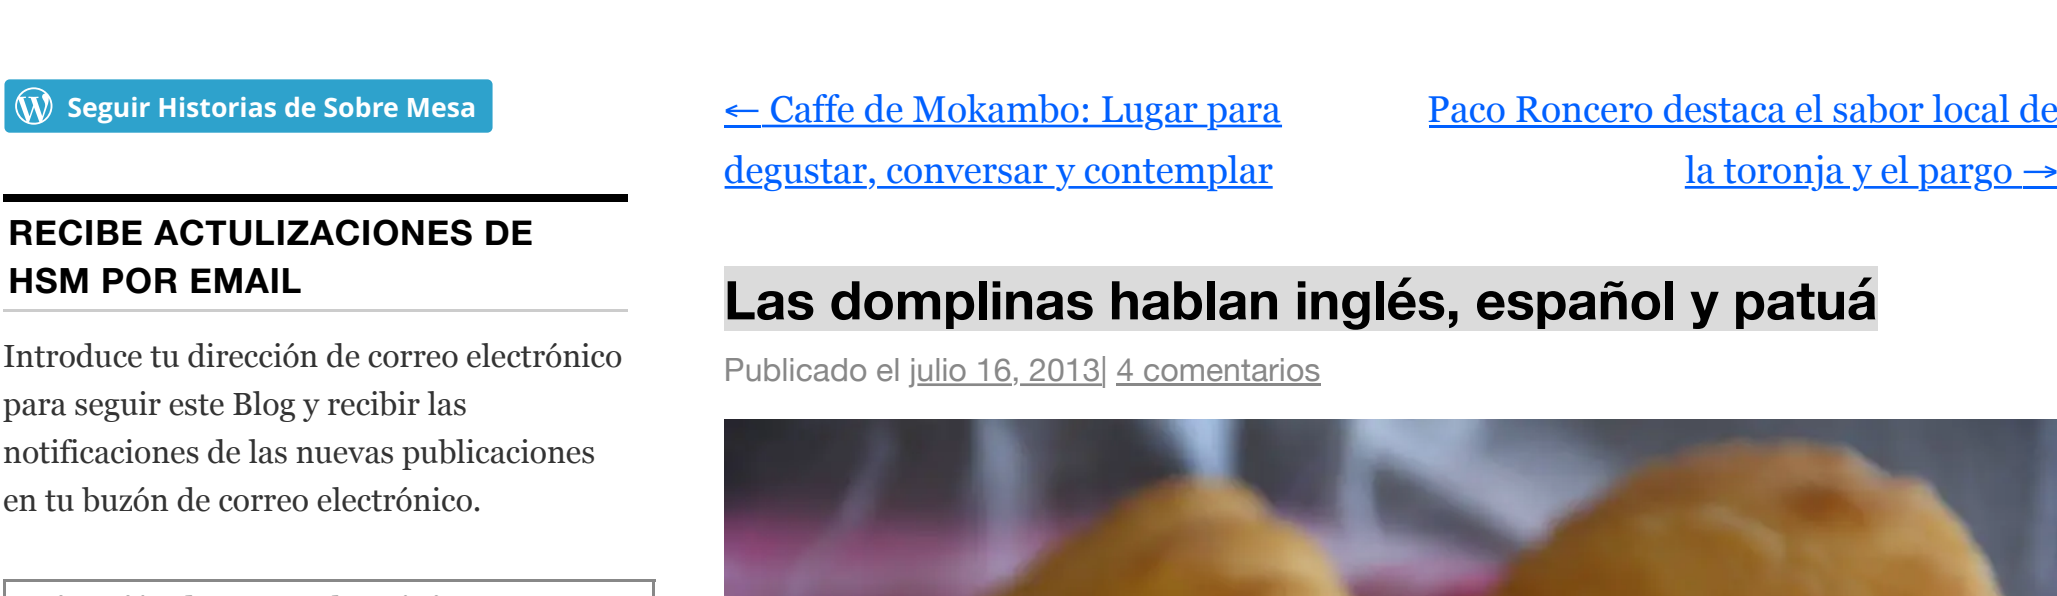 Seguir Historias de Sobre Mesa
RECIBE ACTULIZACIONES DE
HSM POR EMAIL
Introduce tu dirección de correo electrónico
para seguir este Blog y recibir las
notificaciones de las nuevas publicaciones
en tu buzón de correo electrónico.
← Caffe de Mokambo: Lugar para
degustar, conversar y contemplar
Paco Roncero destaca el sabor local de
la toronja y el pargo →
Las domplinas hablan inglés, español y patuá
Publicado el julio 16, 2013| 4 comentarios